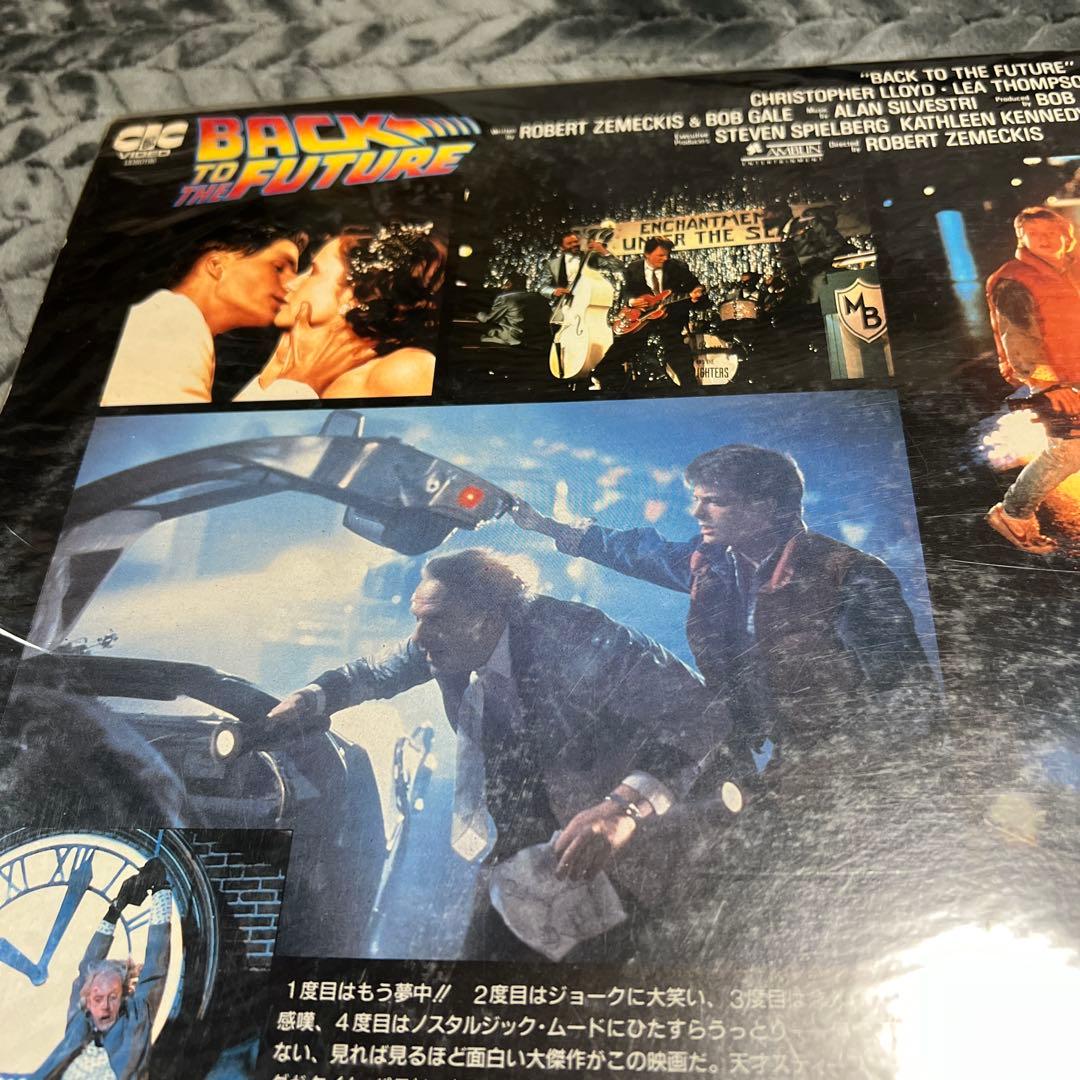 CIC
VIDEO
BACK
TO
THE FUTURE
"BACK TO THE FUTURE"
CHRISTOPHER LLOYD · LEA THOMPSO
Written by ROBERT ZEMECKIS & BOB GALE Music by ALAN SILVESTRI Produced by BOB
Executive Producers STEVEN SPIELBERG KATHLEEN KENNEDY
AMBLIN
ENTERTAINMENT
Directed by ROBERT ZEMECKIS
ENCHANTMEN
UNDER THE SE
MB
GHTERS
XI XII I
1度目はもう夢中!! 2度目はジョークに大笑い、3度目
感嘆、4度目はノスタルジック・ムードにひたすらうっとり
ない、見れば見るほど面白い大傑作がこの映画だ。天才ステ